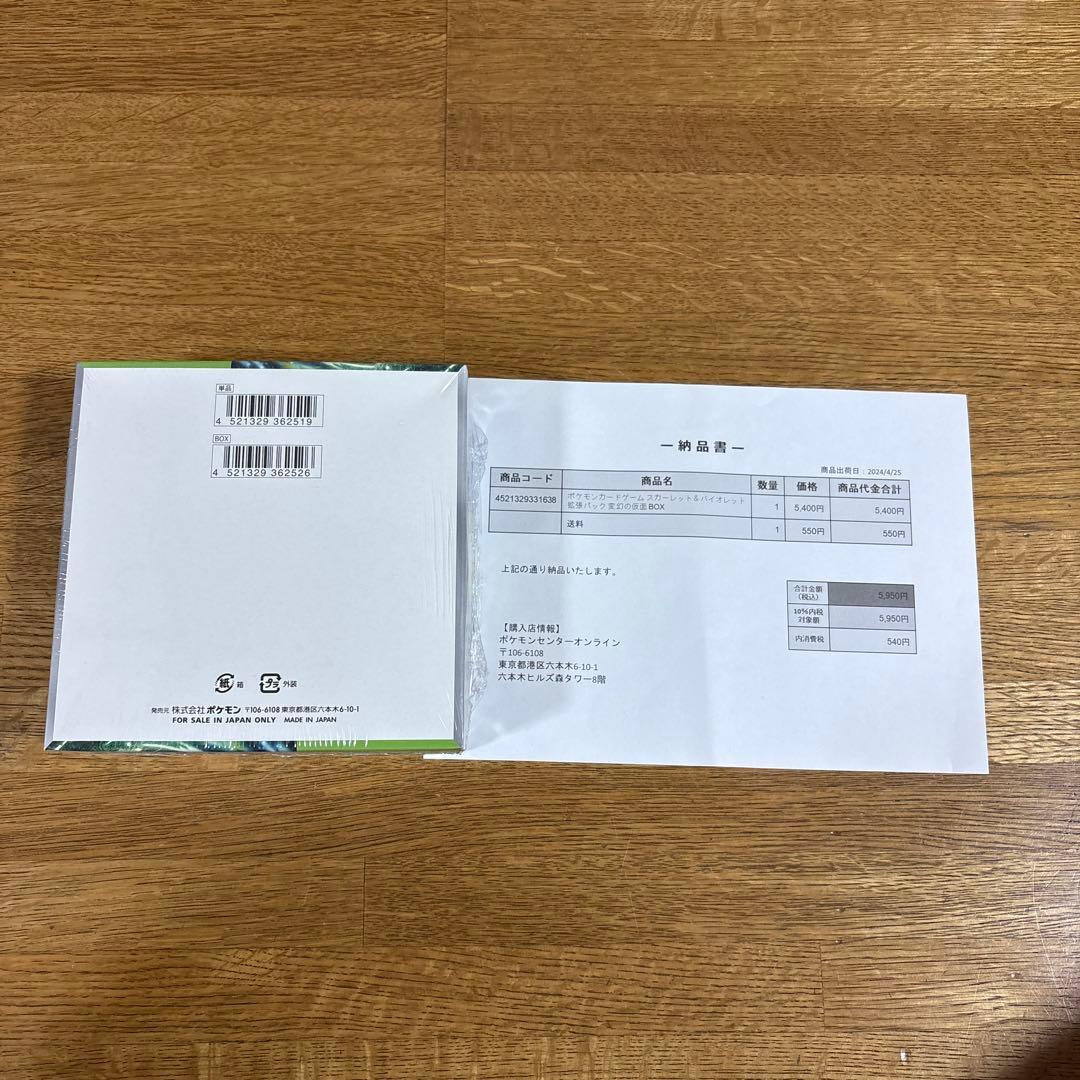 単品
4 521329 362519
BOX
4 521329 362526
紙 箱
プラ 外装
発売元 株式会社ポケモン 〒106-6108 東京都港区六本木6-10-1
FOR SALE IN JAPAN ONLY MADE IN JAPAN
ー納品書ー
商品出荷日：2024/4/25
商品コード 商品名 数量 価格 商品代金合計
4521329331638 ポケモンカードゲーム スカーレット＆バイオレット 1 5,400円 5,400円
拡張パック 変幻の仮面 BOX
送料 1 550円 550円
上記の通り納品いたします。
合計金額 5,950円
（税込）
10%内税 5,950円
対象額
内消費税 540円
【購入店情報】
ポケモンセンターオンライン
〒106-6108
東京都港区六本木6-10-1
六本木ヒルズ森タワー8階